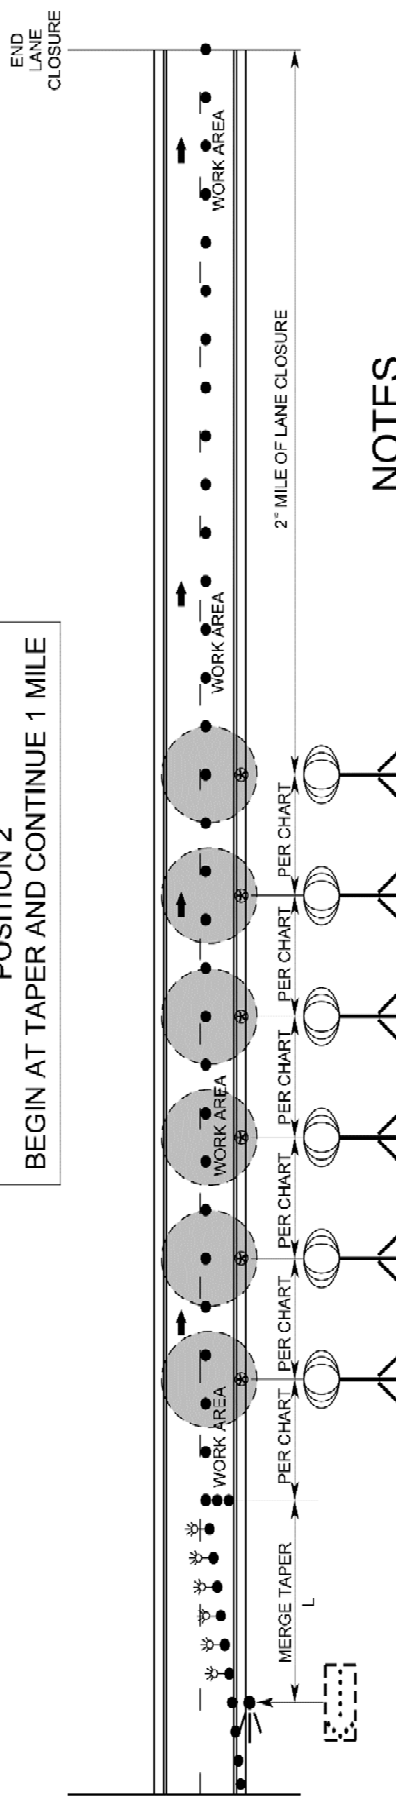 END
LANE
CLOSURE
POSITION 2
BEGIN AT TAPER AND CONTINUE 1 MILE
WORK AREA
WORK AREA
WORK AREA
WORK AREA
2" MILE OF LANE CLOSURE
PER CHART
PER CHART
PER CHART
PER CHART
PER CHART
PER CHART
MERGE TAPER
L
NOTES